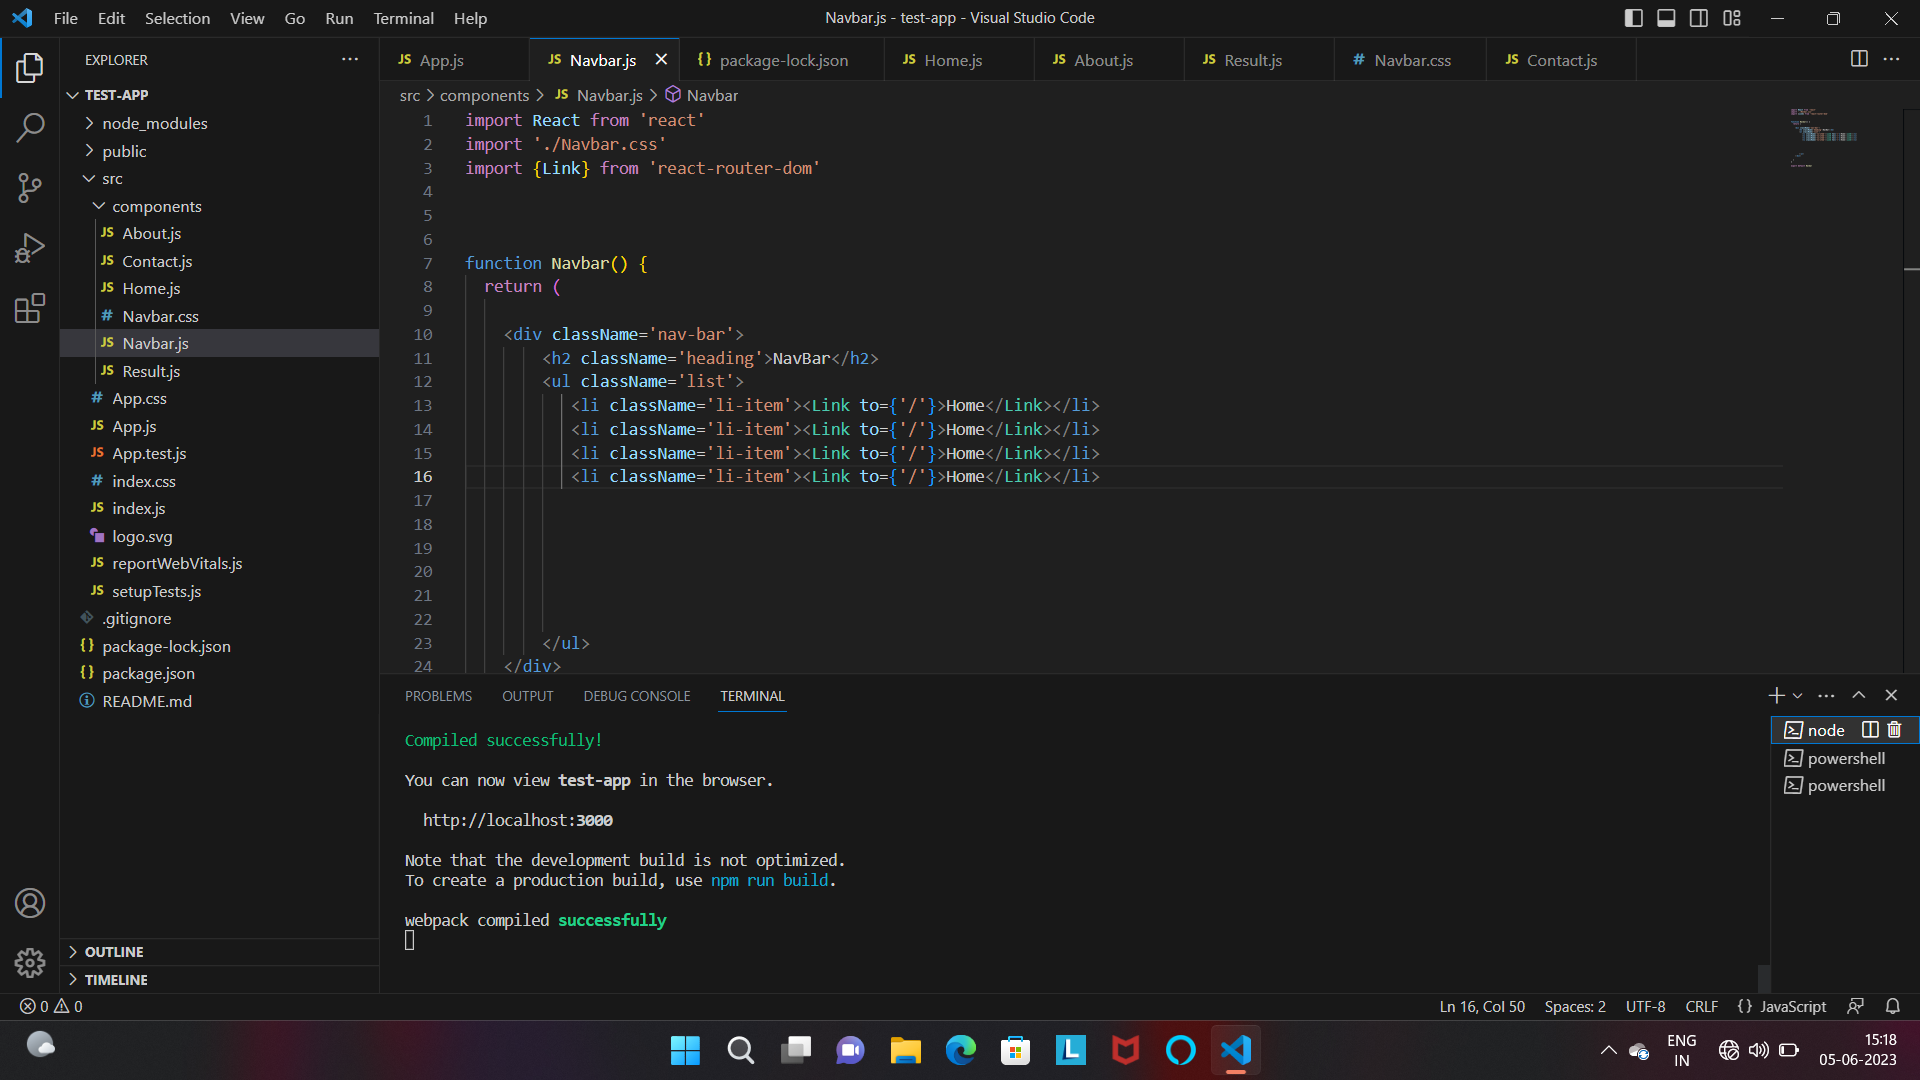 File Edit Selection View Go Run Terminal Help
Navbar.js - test-app - Visual Studio Code
EXPLORER
TEST-APP
node_modules
public
src
components
JS About.js
JS Contact.js
JS Home.js
# Navbar.css
JS Navbar.js
JS Result.js
# App.css
JS App.js
JS App.test.js
# index.css
JS index.js
logo.svg
JS reportWebVitals.js
JS setupTests.js
.gitignore
{} package-lock.json
{} package.json
README.md
OUTLINE
TIMELINE
JS App.js JS Navbar.js {} package-lock.json JS Home.js JS About.js JS Result.js # Navbar.css JS Contact.js
src > components > JS Navbar.js > Navbar
1 import React from 'react'
2 import './Navbar.css'
3 import {Link} from 'react-router-dom'
4
5
6
7 function Navbar() {
8 return (
9
10 <div className='nav-bar'>
11 <h2 className='heading'>NavBar</h2>
12 <ul className='list'>
13 <li className='li-item'><Link to={'/'}>Home</Link></li>
14 <li className='li-item'><Link to={'/'}>Home</Link></li>
15 <li className='li-item'><Link to={'/'}>Home</Link></li>
16 <li className='li-item'><Link to={'/'}>Home</Link></li>
17
18
19
20
21
22
23 </ul>
24 </div>
PROBLEMS OUTPUT DEBUG CONSOLE TERMINAL
Compiled successfully!
You can now view test-app in the browser.
http://localhost:3000
Note that the development build is not optimized.
To create a production build, use npm run build.
webpack compiled successfully
node
powershell
powershell
0 0
Ln 16, Col 50 Spaces: 2 UTF-8 CRLF {} JavaScript
L
ENG
IN
15:18
05-06-2023